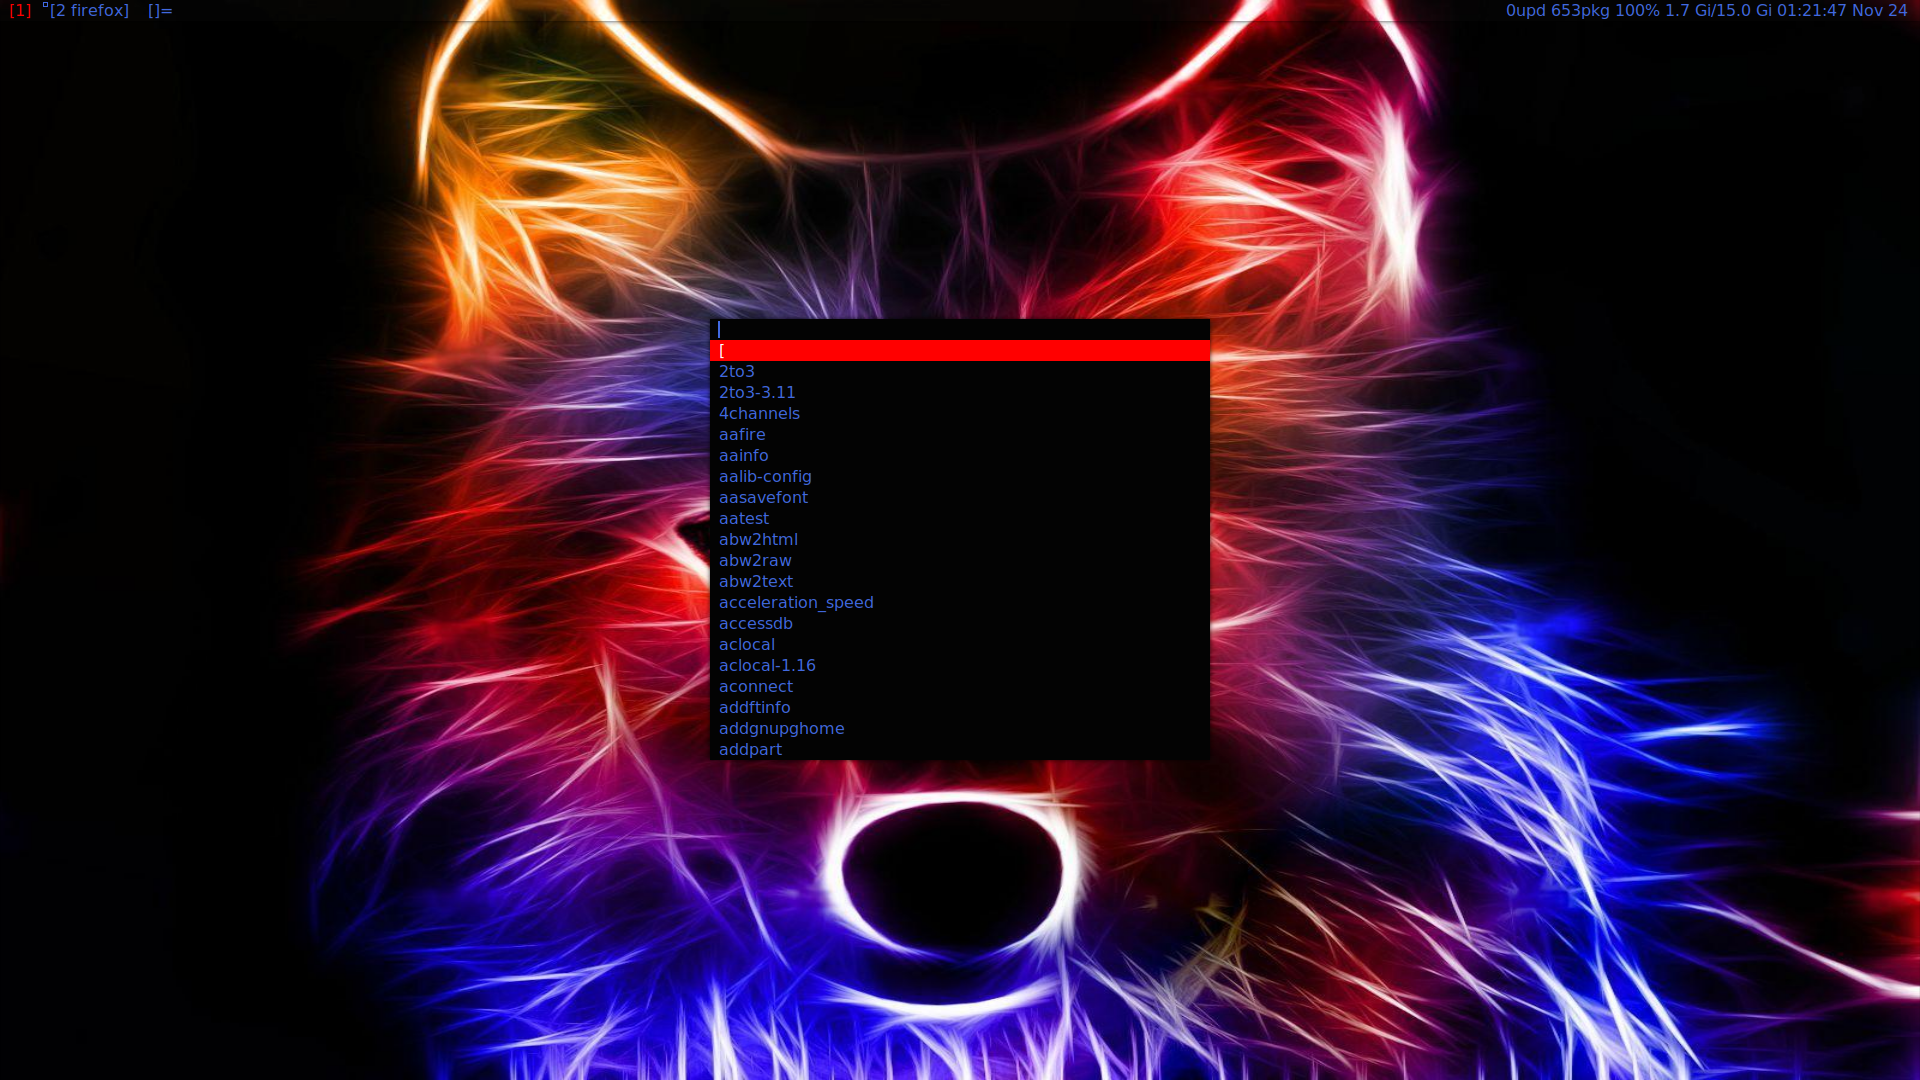 [1] [2 firefox] []= 0upd 653pkg 100% 1.7 Gi/15.0 Gi 01:21:47 Nov 24
[
2to3
2to3-3.11
4channels
aafire
aainfo
aalib-config
aasavefont
aatest
abw2html
abw2raw
abw2text
acceleration_speed
accessdb
aclocal
aclocal-1.16
aconnect
addftinfo
addgnupghome
addpart